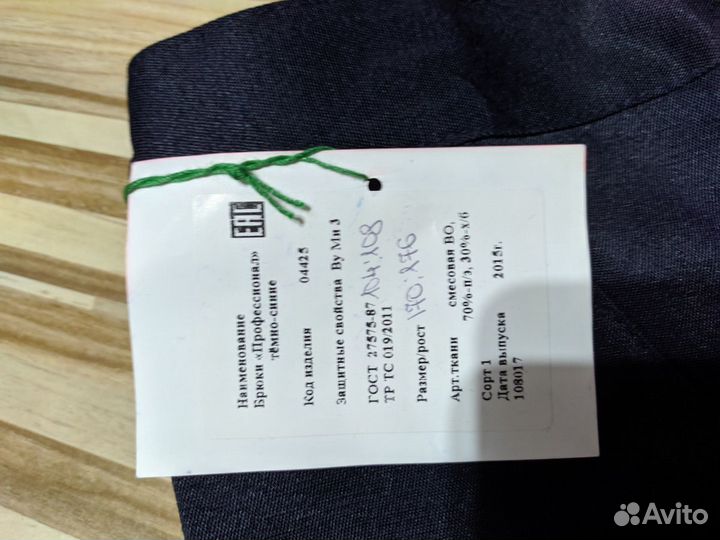 Наименование
Брюки «Профессионал»
тёмно-синие
EAC
Код изделия 04425
Защитные свойства Ву Ми З
ГОСТ 27575-87 104;108
ТР ТС 019/2011
Размер/рост 170;176
Арт.ткани смесовая ВО,
70%-п/э, 30%-х/б
Сорт 1
Дата выпуска 2015г.
108017
Avito